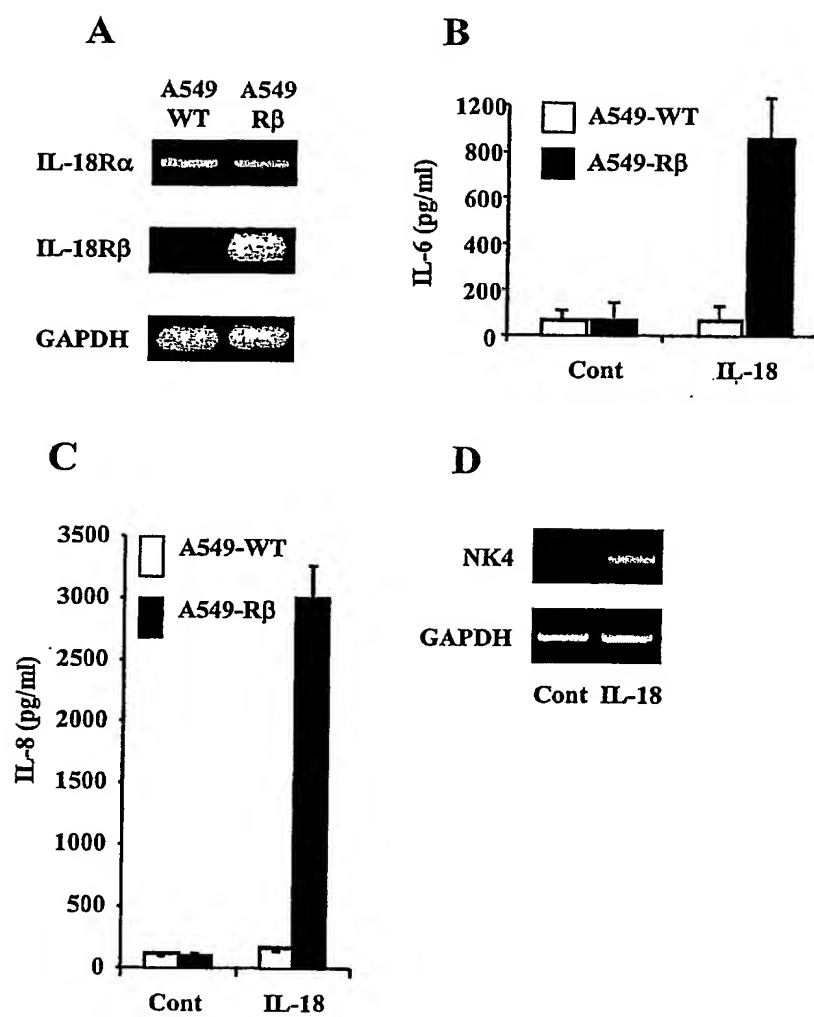 A
A549 A549
WT Rβ
IL-18Rα
IL-18Rβ
GAPDH
B
1200
800
600
400
200
0
IL-6 (pg/ml)
A549-WT
A549-Rβ
Cont IL-18
C
3500
3000
2500
2000
1500
1000
500
0
IL-8 (pg/ml)
A549-WT
A549-Rβ
Cont IL-18
D
NK4
GAPDH
Cont IL-18